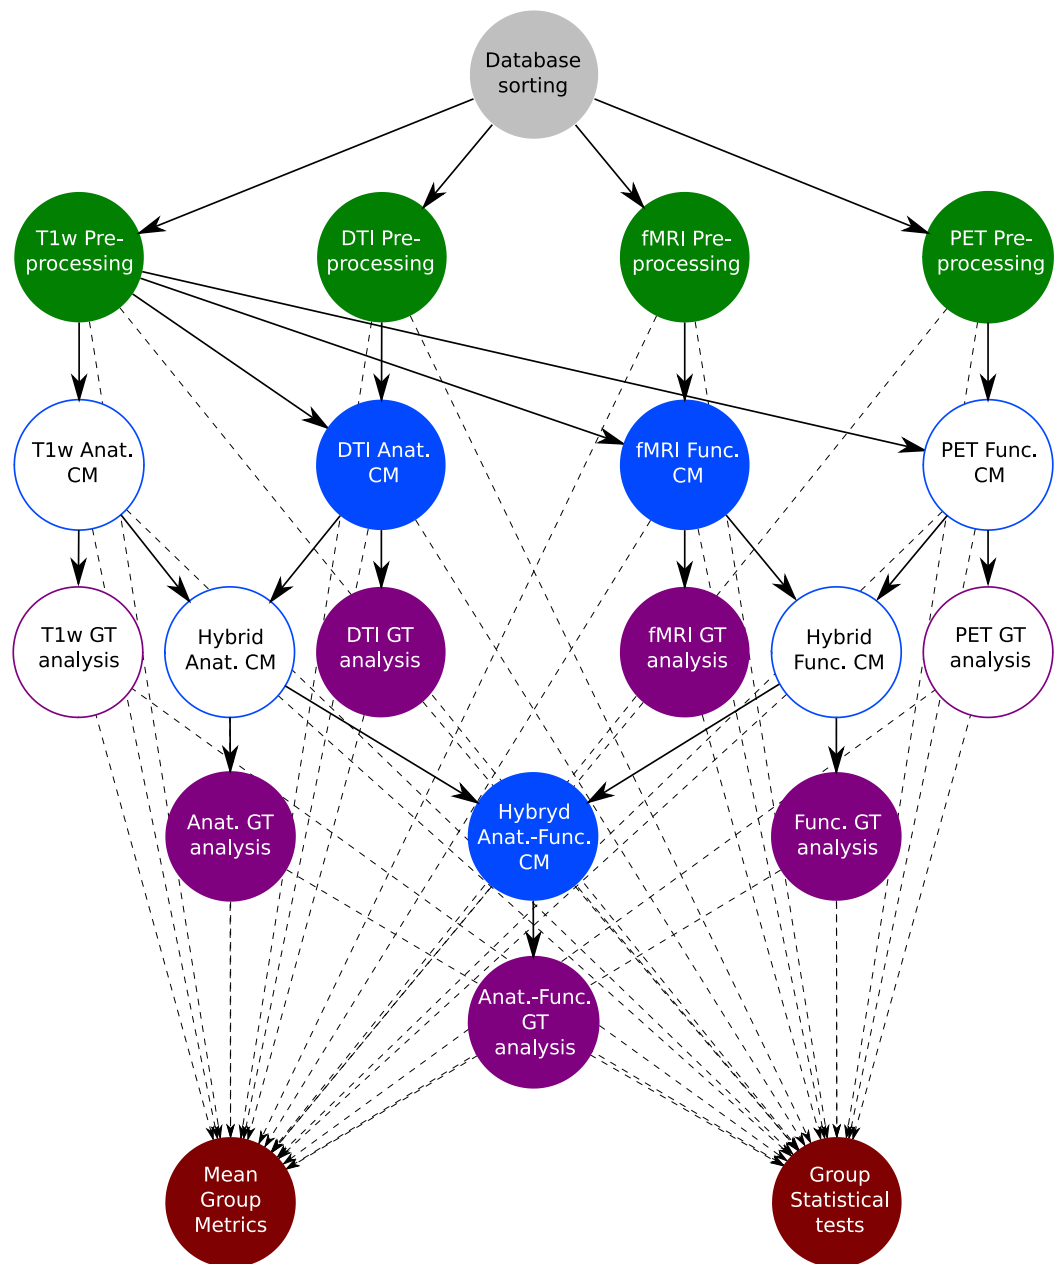 Database
sorting
T1w Pre-
processing
DTI Pre-
processing
fMRI Pre-
processing
PET Pre-
processing
T1w Anat.
CM
DTI Anat.
CM
fMRI Func.
CM
PET Func.
CM
T1w GT
analysis
Hybrid
Anat. CM
DTI GT
analysis
fMRI GT
analysis
Hybrid
Func. CM
PET GT
analysis
Anat. GT
analysis
Hybryd
Anat.-Func.
CM
Func. GT
analysis
Anat.-Func.
GT
analysis
Mean
Group
Metrics
Group
Statistical
tests